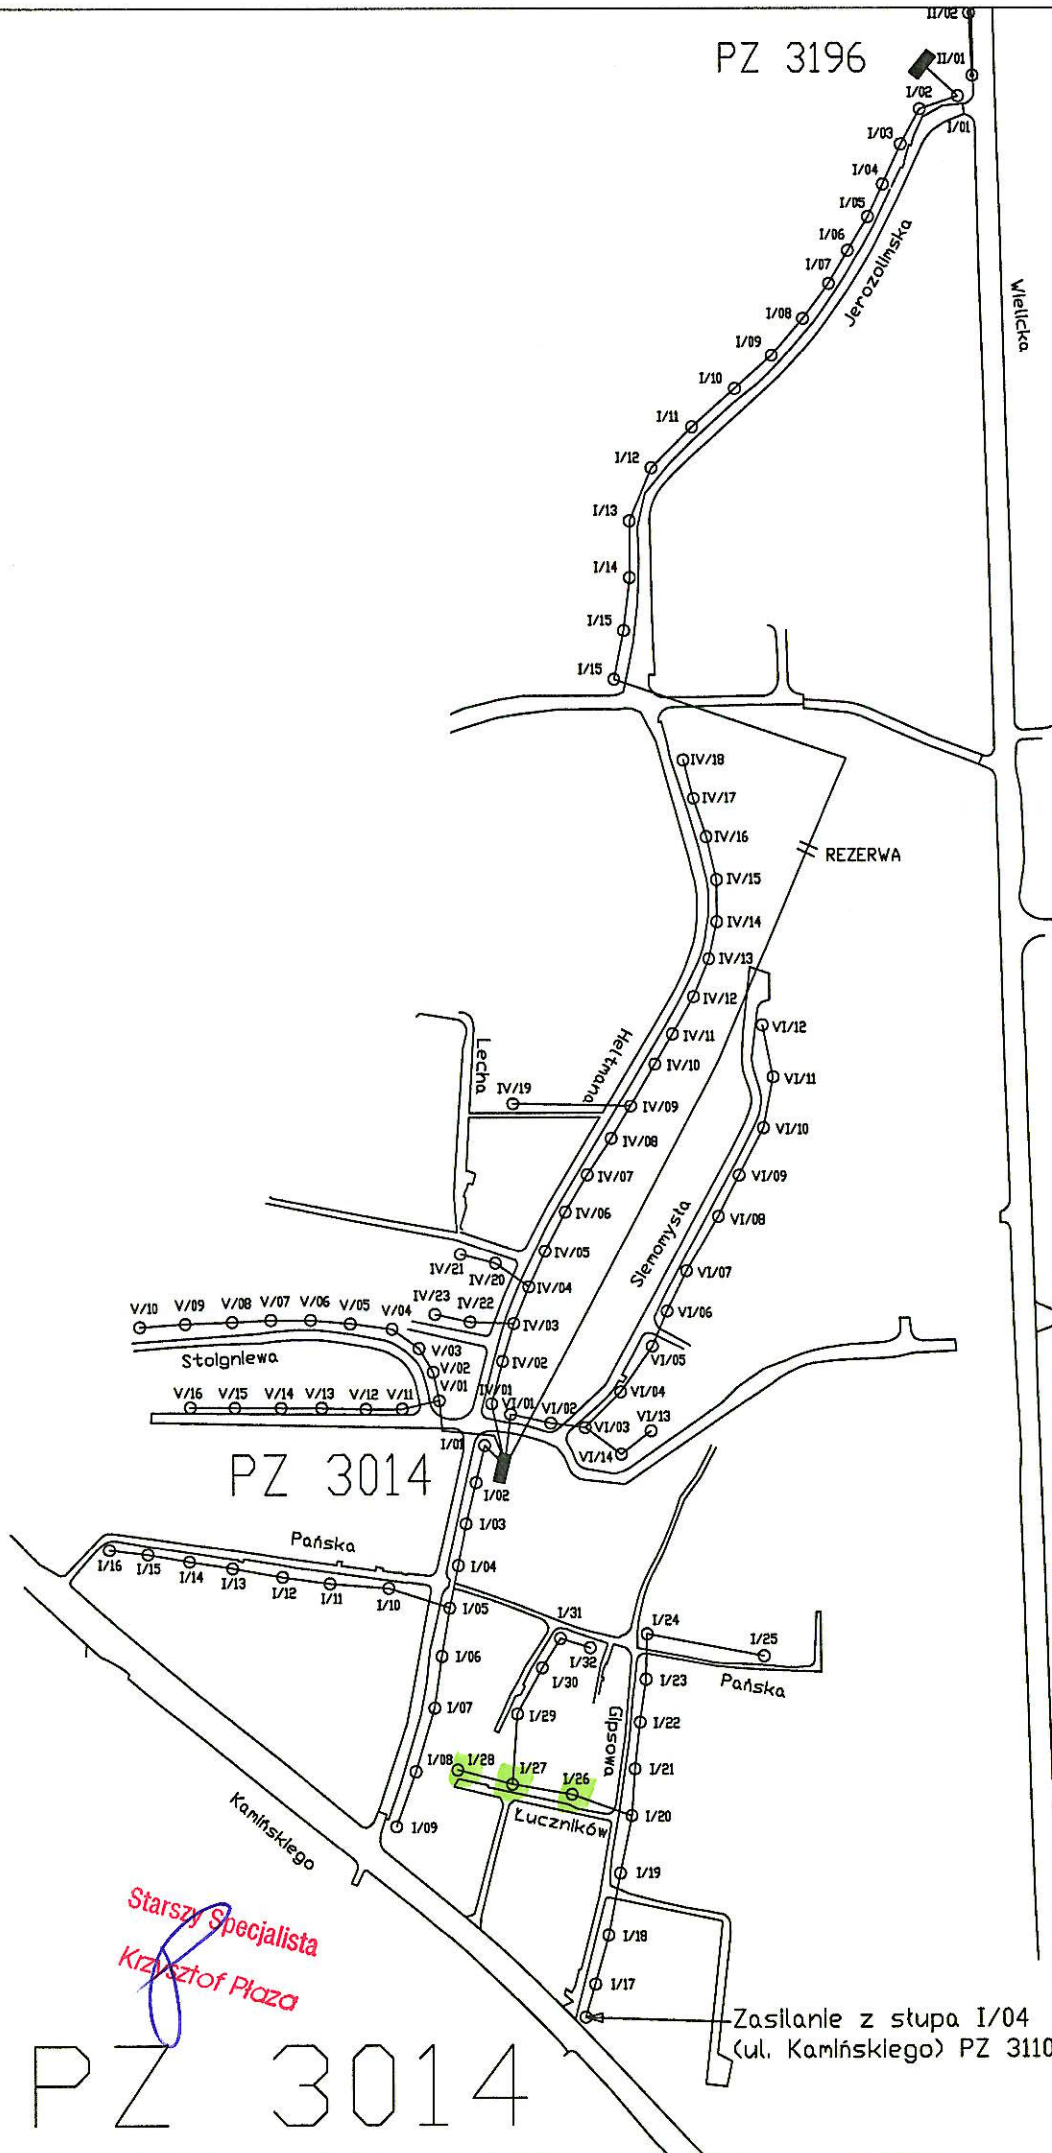 II/02
PZ 3196
II/01
I/02
I/01
I/03
I/04
I/05
I/06
I/07
Jerozolimska
Wielicka
I/08
I/09
I/10
I/11
I/12
I/13
I/14
I/15
I/15
IV/18
IV/17
IV/16
REZERWA
IV/15
IV/14
IV/13
IV/12
VI/12
IV/11
Hetmana
Lecha
IV/10
VI/11
IV/19
IV/09
VI/10
IV/08
IV/07
VI/09
IV/06
VI/08
Siemomysła
IV/05
IV/21
IV/20
VI/07
IV/04
IV/23
IV/22
VI/06
V/10
V/09
V/08
V/07
V/06
V/05
V/04
IV/03
V/03
VI/05
Stoigniewa
IV/02
V/02
V/01
VI/04
V/16
V/15
V/14
V/13
V/12
V/11
IV/01
VI/01
VI/02
VI/03
VI/13
I/01
VI/14
PZ 3014
I/02
I/03
Pańska
I/04
I/16
I/15
I/14
I/13
I/12
I/11
I/10
I/05
I/31
I/24
I/25
I/32
I/06
I/30
I/23
Pańska
I/07
I/29
I/22
Gipsowa
I/08
I/28
I/27
I/26
I/21
I/20
Łuczników
I/09
Kamińskiego
I/19
I/18
I/17
Starszy Specjalista
Krzysztof Płaza
Zasilanie z słupa I/04
(ul. Kamińskiego) PZ 3110
PZ 3014